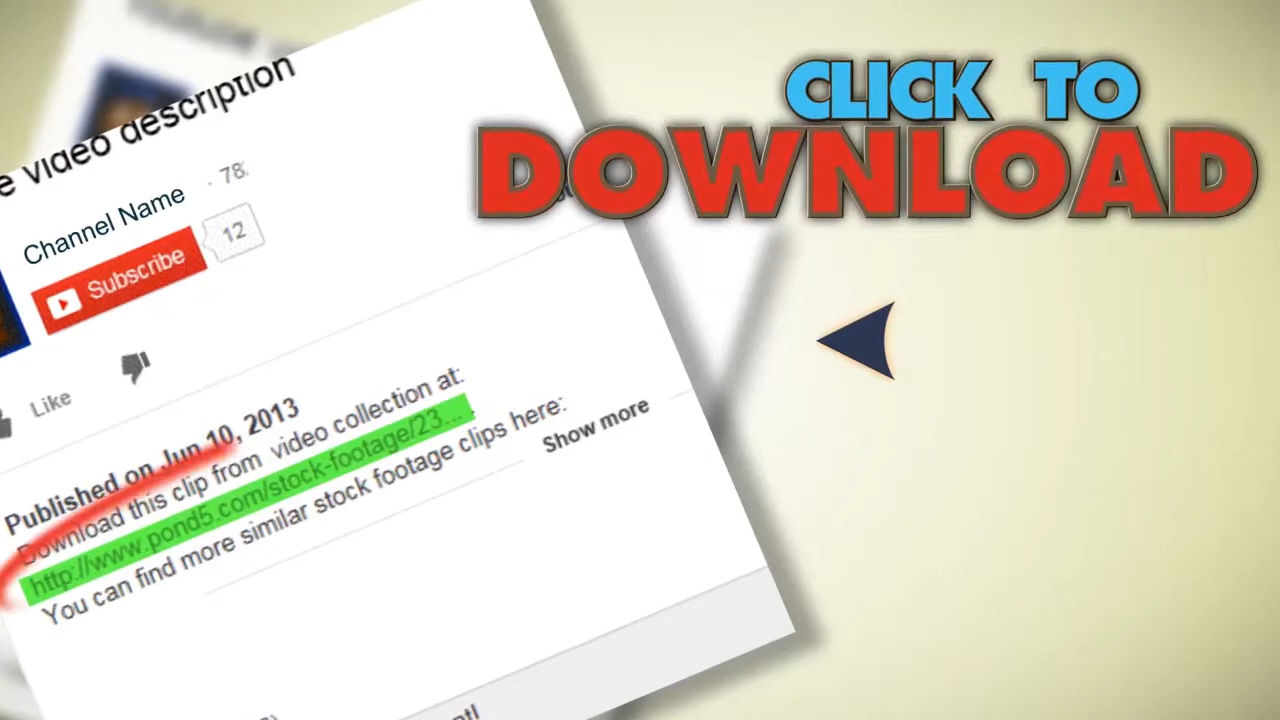 CLICK TO
DOWNLOAD
e video description
Channel Name
78
Subscribe
12
Like
Published on Jun 10, 2013
Download this clip from video collection at:
http://www.pond5.com/stock-footage/23...
You can find more similar stock footage clips here:
Show more